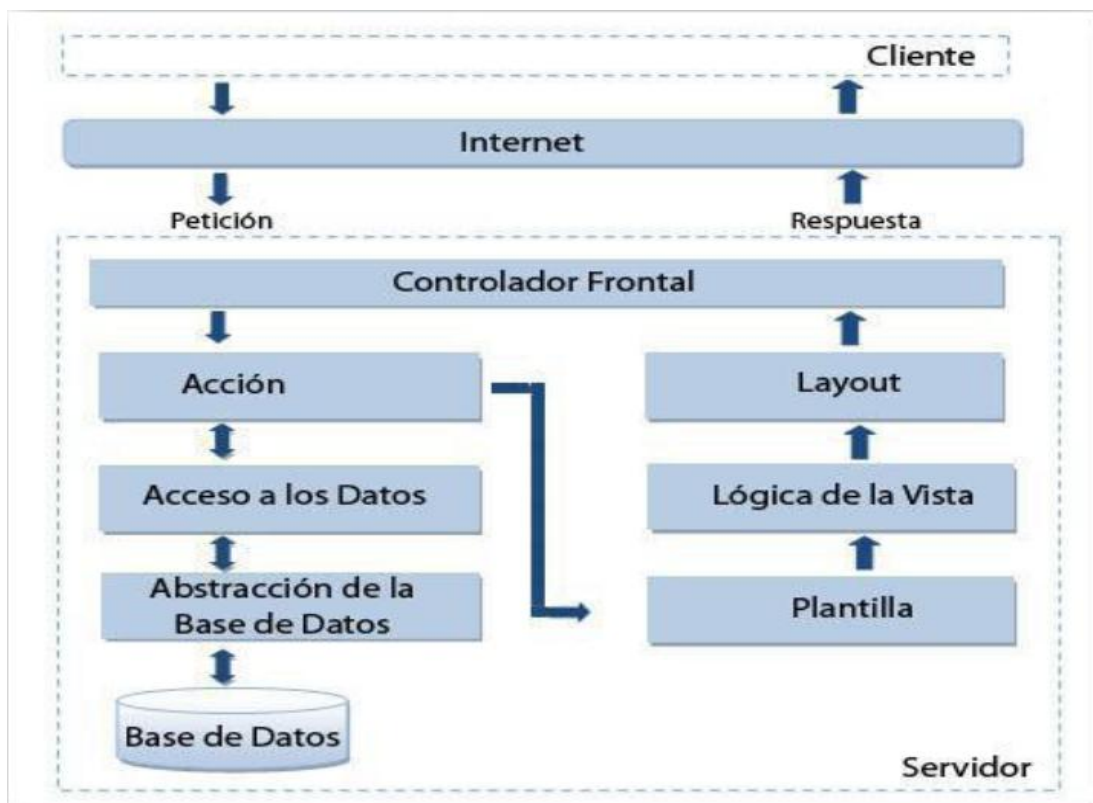 Cliente
Internet
Petición
Respuesta
Controlador Frontal
Acción
Layout
Acceso a los Datos
Lógica de la Vista
Abstracción de la
Base de Datos
Plantilla
Base de Datos
Servidor